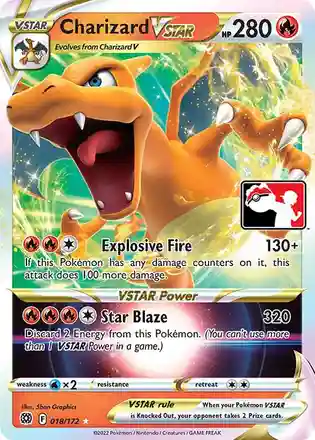 VSTAR Charizard VSTAR HP 280
Evolves from Charizard V
Explosive Fire 130+
If this Pokémon has any damage counters on it, this
attack does 100 more damage.
VSTAR Power
Star Blaze 320
Discard 2 Energy from this Pokémon. (You can't use more
than 1 VSTAR Power in a game.)
weakness ×2 resistance retreat
Illus. 5ban Graphics
VSTAR rule When your Pokémon VSTAR
is Knocked Out, your opponent takes 2 Prize cards.
F 018/172
©2022 Pokémon / Nintendo / Creatures / GAME FREAK